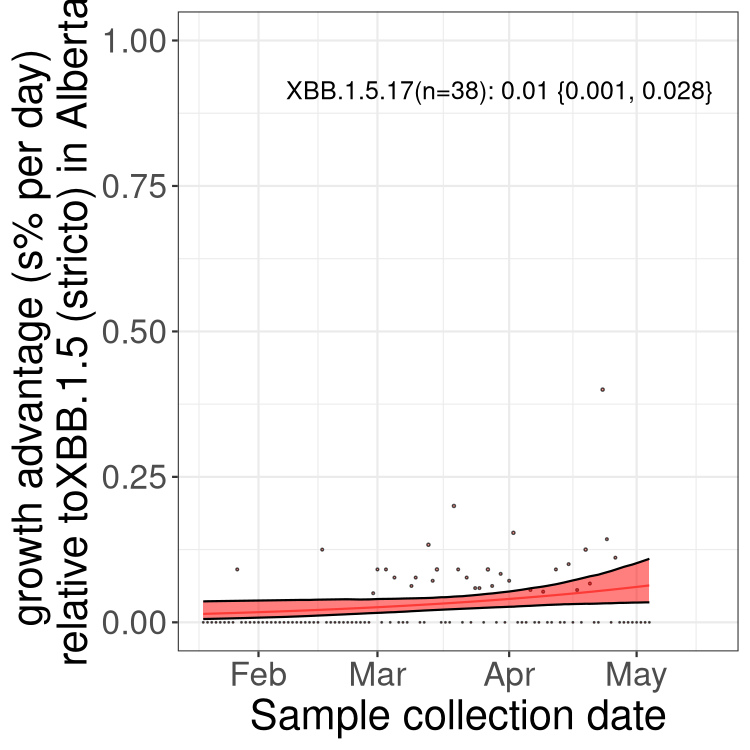 growth advantage (s% per day)
relative toXBB.1.5 (stricto) in Alberta
1.00
XBB.1.5.17(n=38): 0.01 {0.001, 0.028}
0.75
0.50
0.25
0.00
Feb Mar Apr May
Sample collection date